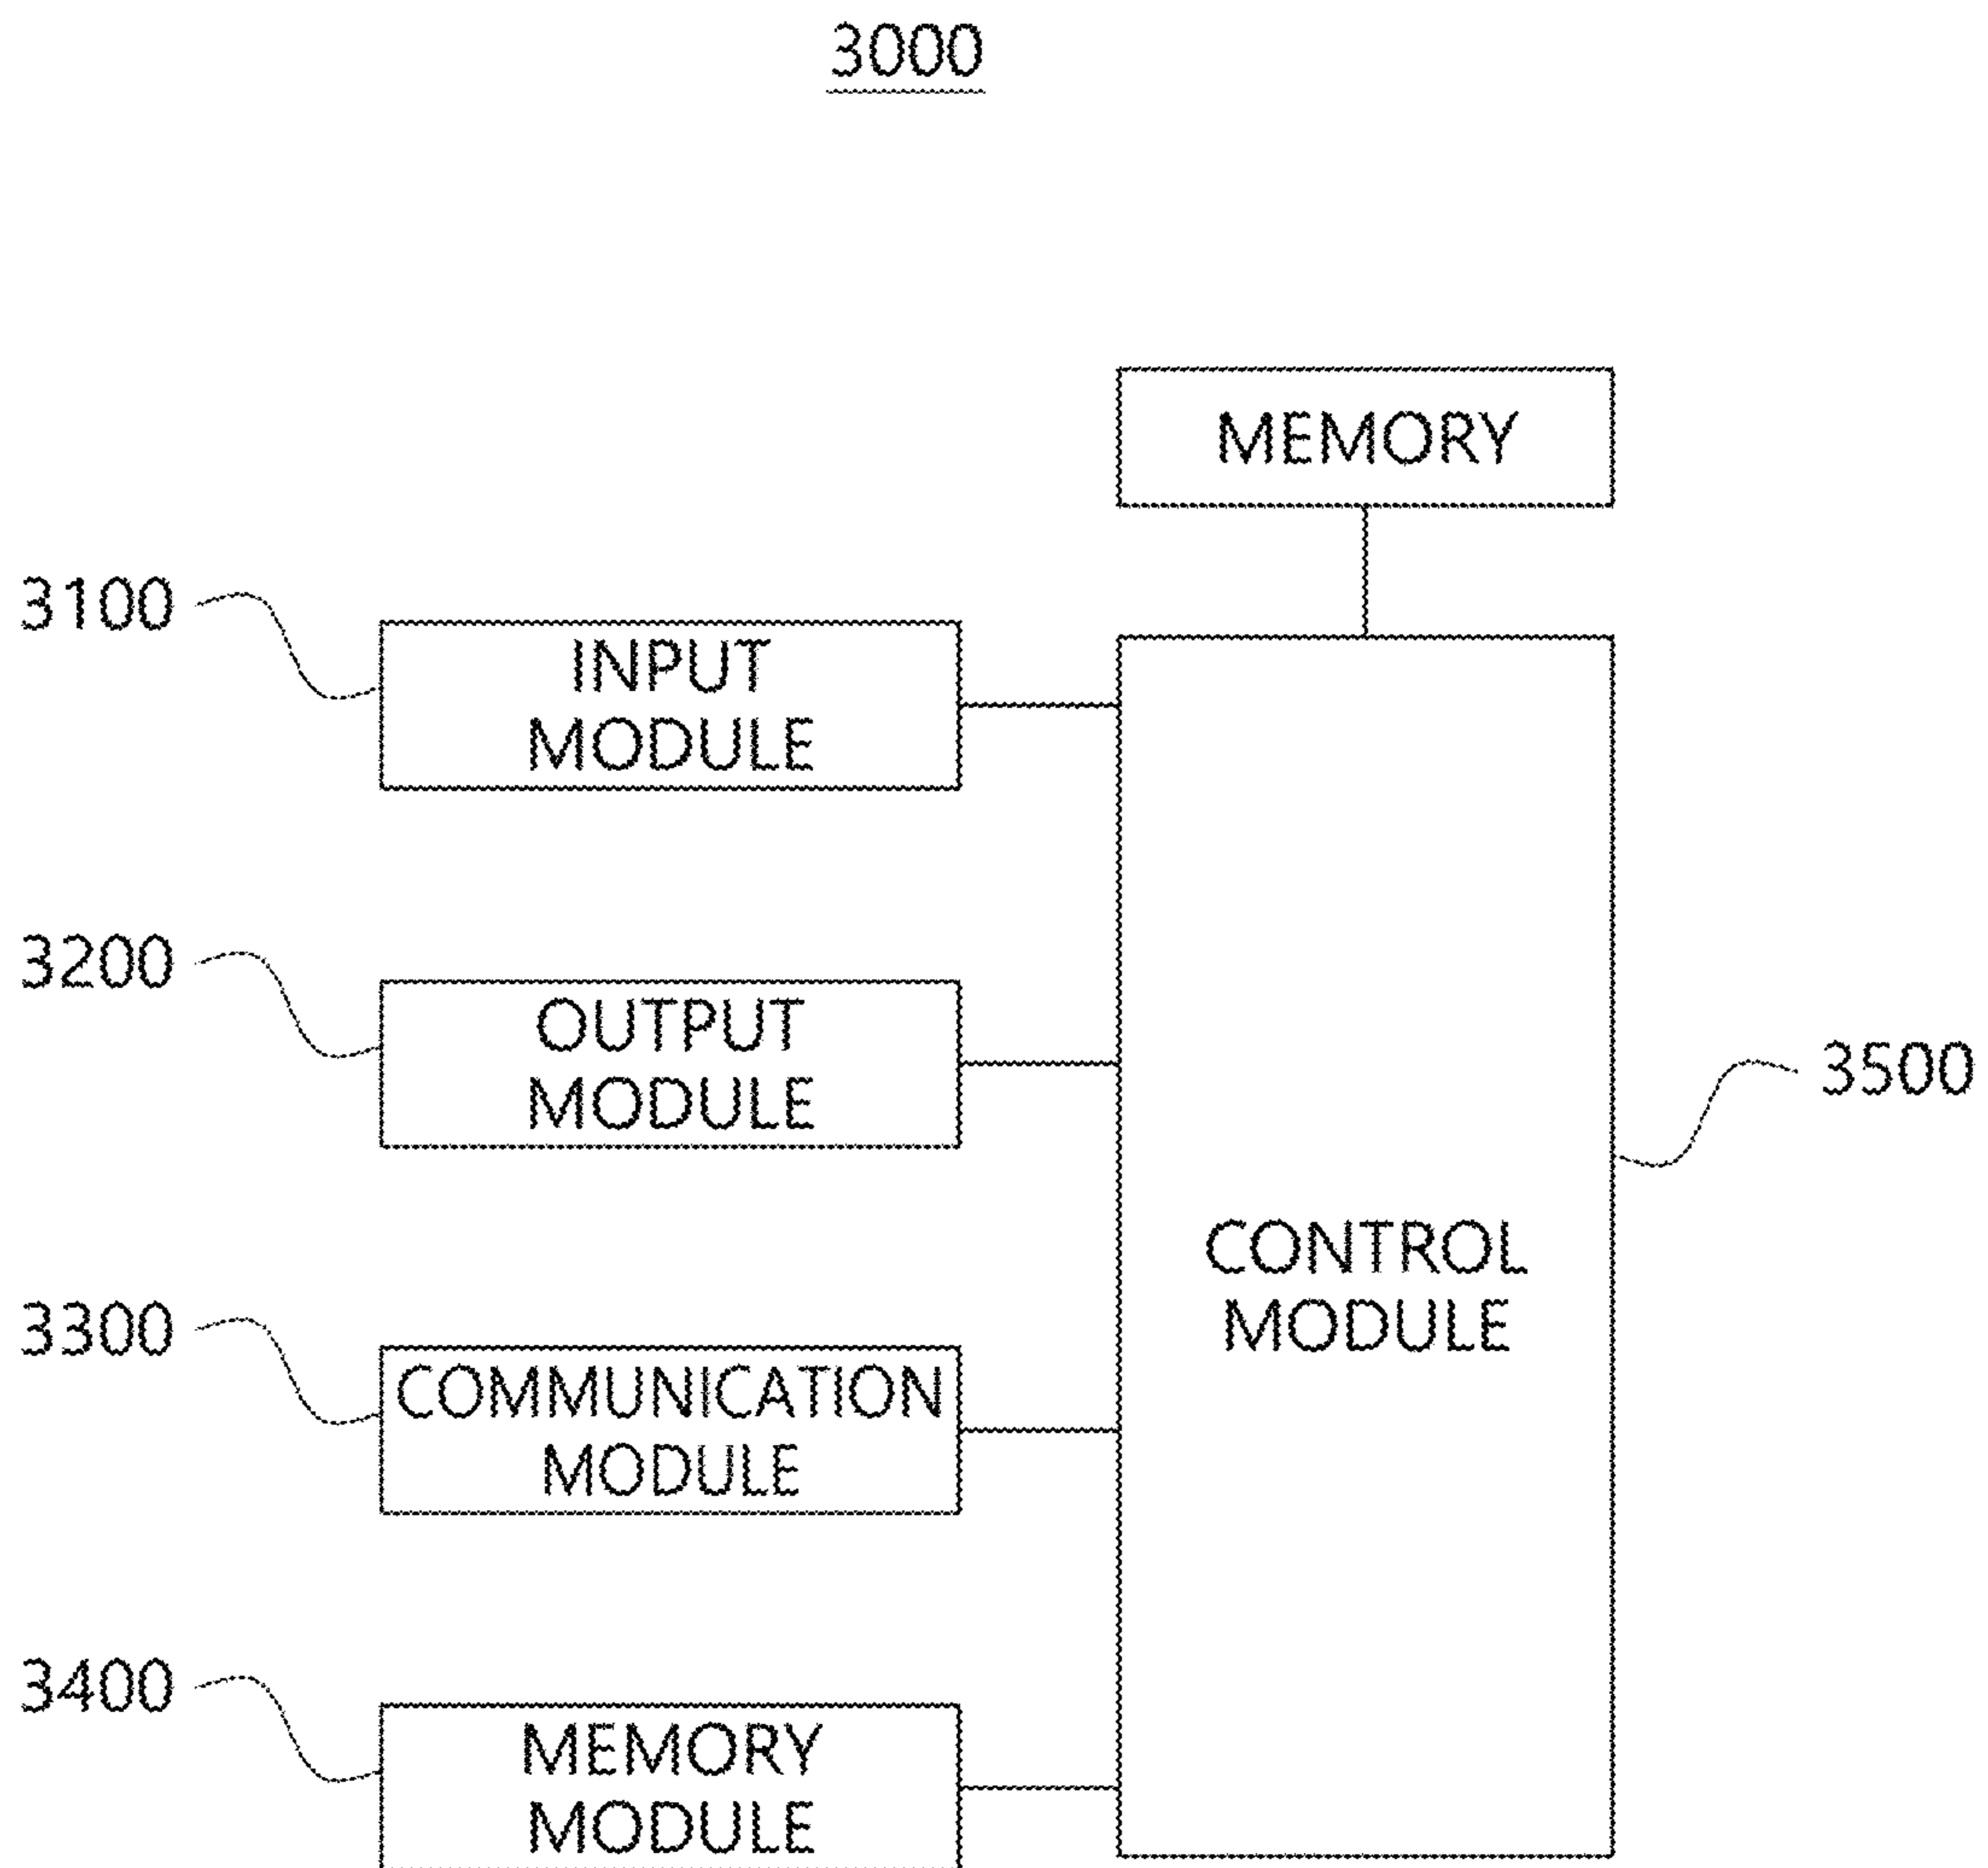 3000
MEMORY
3100
INPUT
MODULE
3200
OUTPUT
MODULE
3500
CONTROL
MODULE
3300
COMMUNICATION
MODULE
3400
MEMORY
MODULE